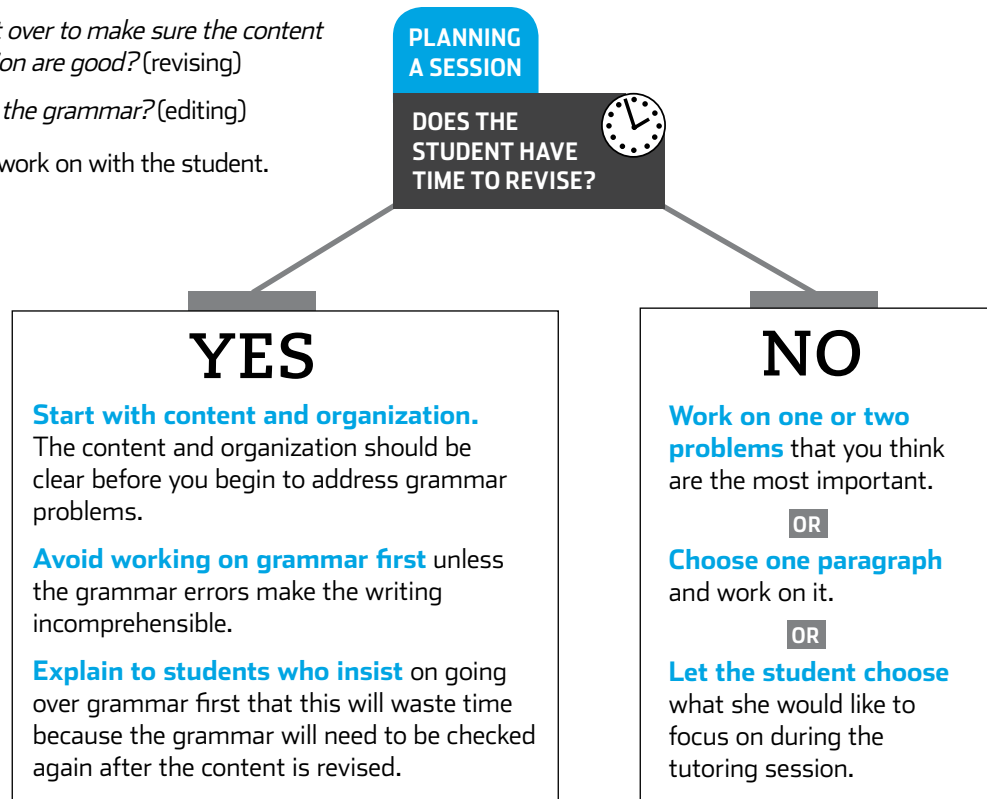 t over to make sure the content
ion are good? (revising)
the grammar? (editing)
work on with the student.
PLANNING
A SESSION
DOES THE
STUDENT HAVE
TIME TO REVISE?
YES
Start with content and organization.
The content and organization should be
clear before you begin to address grammar
problems.
Avoid working on grammar first unless
the grammar errors make the writing
incomprehensible.
Explain to students who insist on going
over grammar first that this will waste time
because the grammar will need to be checked
again after the content is revised.
NO
Work on one or two
problems that you think
are the most important.
OR
Choose one paragraph
and work on it.
OR
Let the student choose
what she would like to
focus on during the
tutoring session.